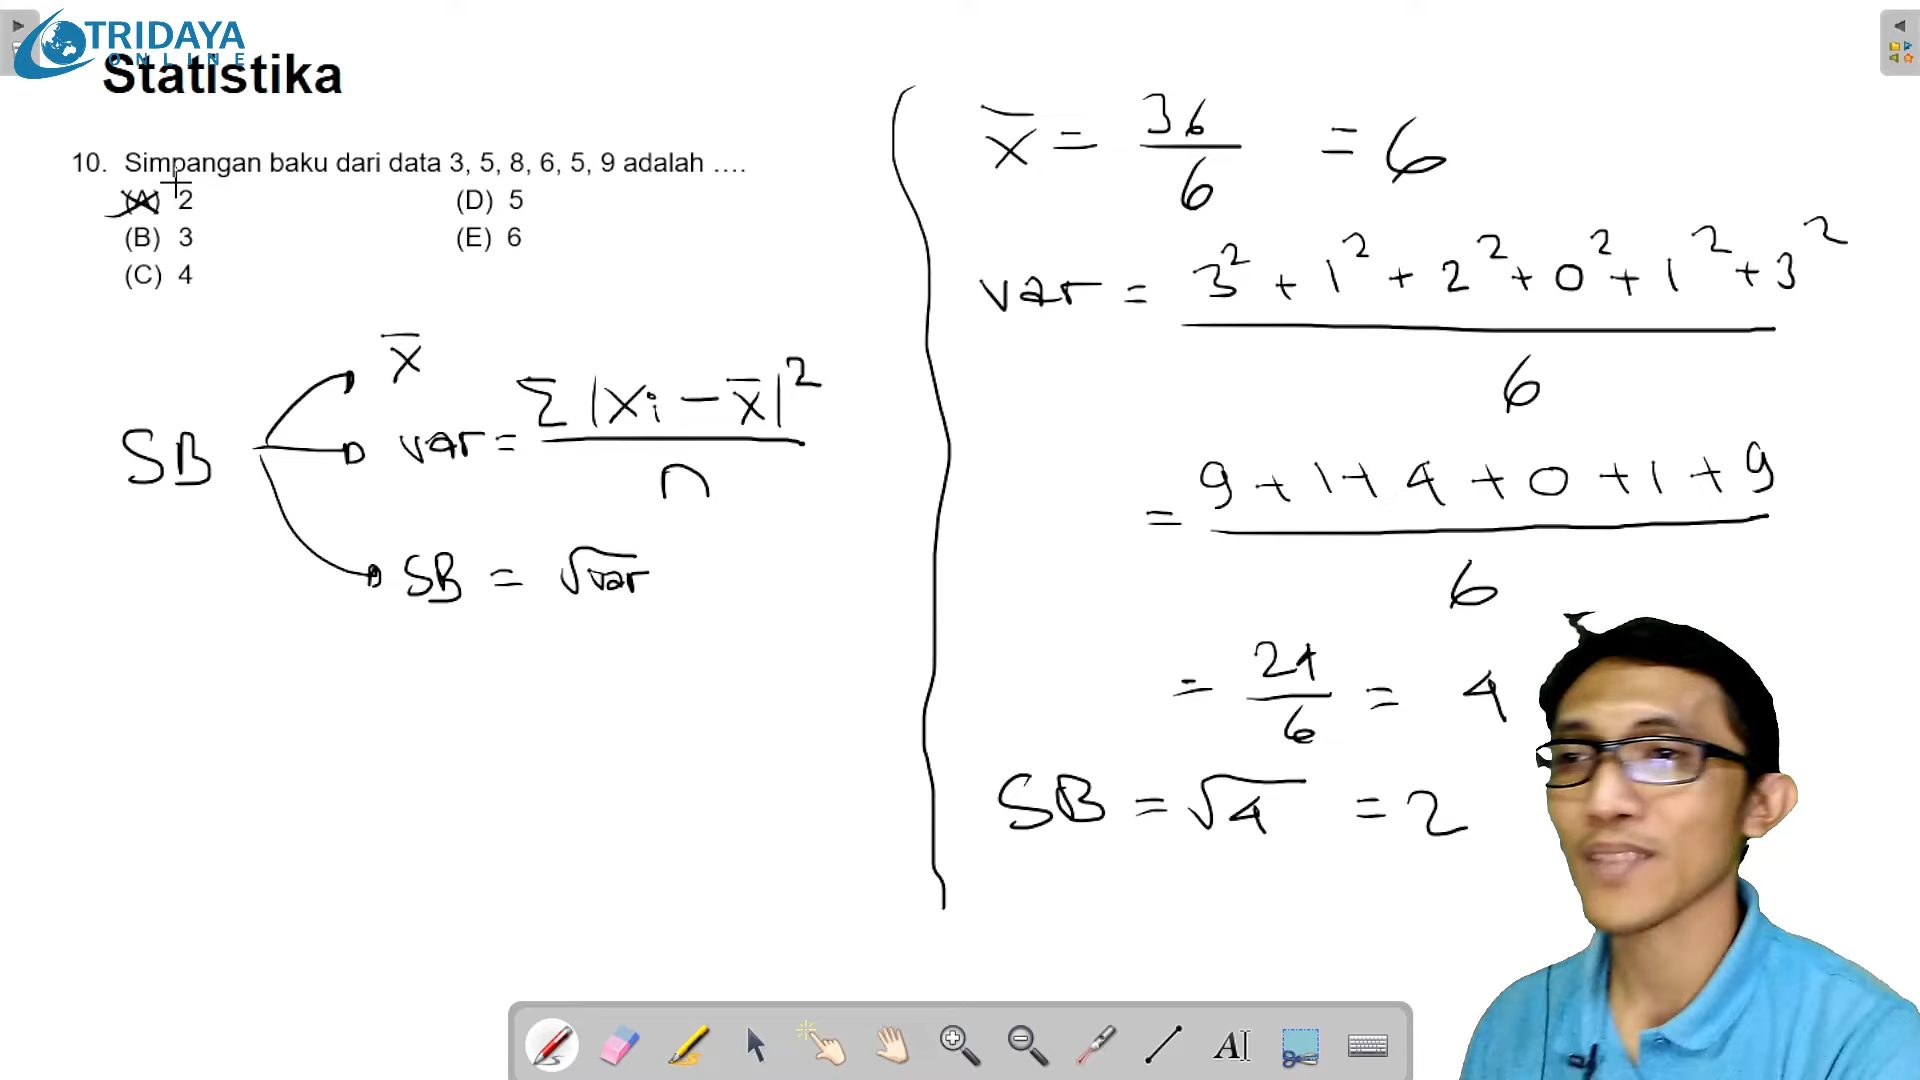 TRIDAYA
ONLINE
Statistika
10. Simpangan baku dari data 3, 5, 8, 6, 5, 9 adalah ....
(A) 2
(B) 3
(C) 4
(D) 5
(E) 6
SB
x̄
var = Σ |xi − x̄|² / n
SB = √var
x̄ = 36/6 = 6
var = 3² + 1² + 2² + 0² + 1² + 3² / 6
= 9 + 1 + 4 + 0 + 1 + 9 / 6
= 24/6 = 4
SB = √4 = 2